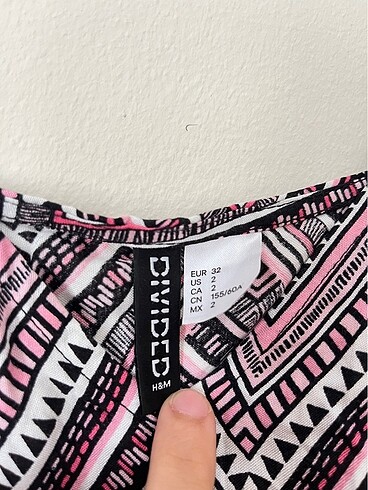 DIVIDED
H&M
EUR 32
US 2
CA 2
CN 155/60A
MX 2